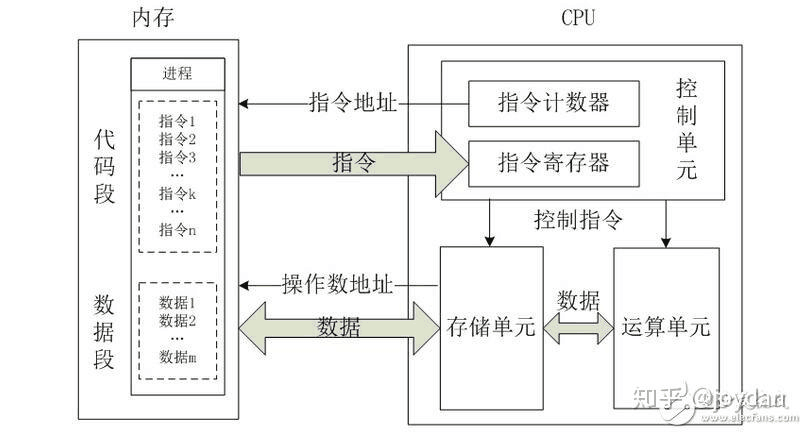 内存
CPU
进程
代码段
指令1
指令2
指令3
...
指令k
...
指令n
数据段
数据1
数据2
...
数据m
指令地址
指令
指令计数器
指令寄存器
控制单元
控制指令
操作数地址
数据
存储单元
数据
运算单元
知乎 @joydan
www.elecfans.com